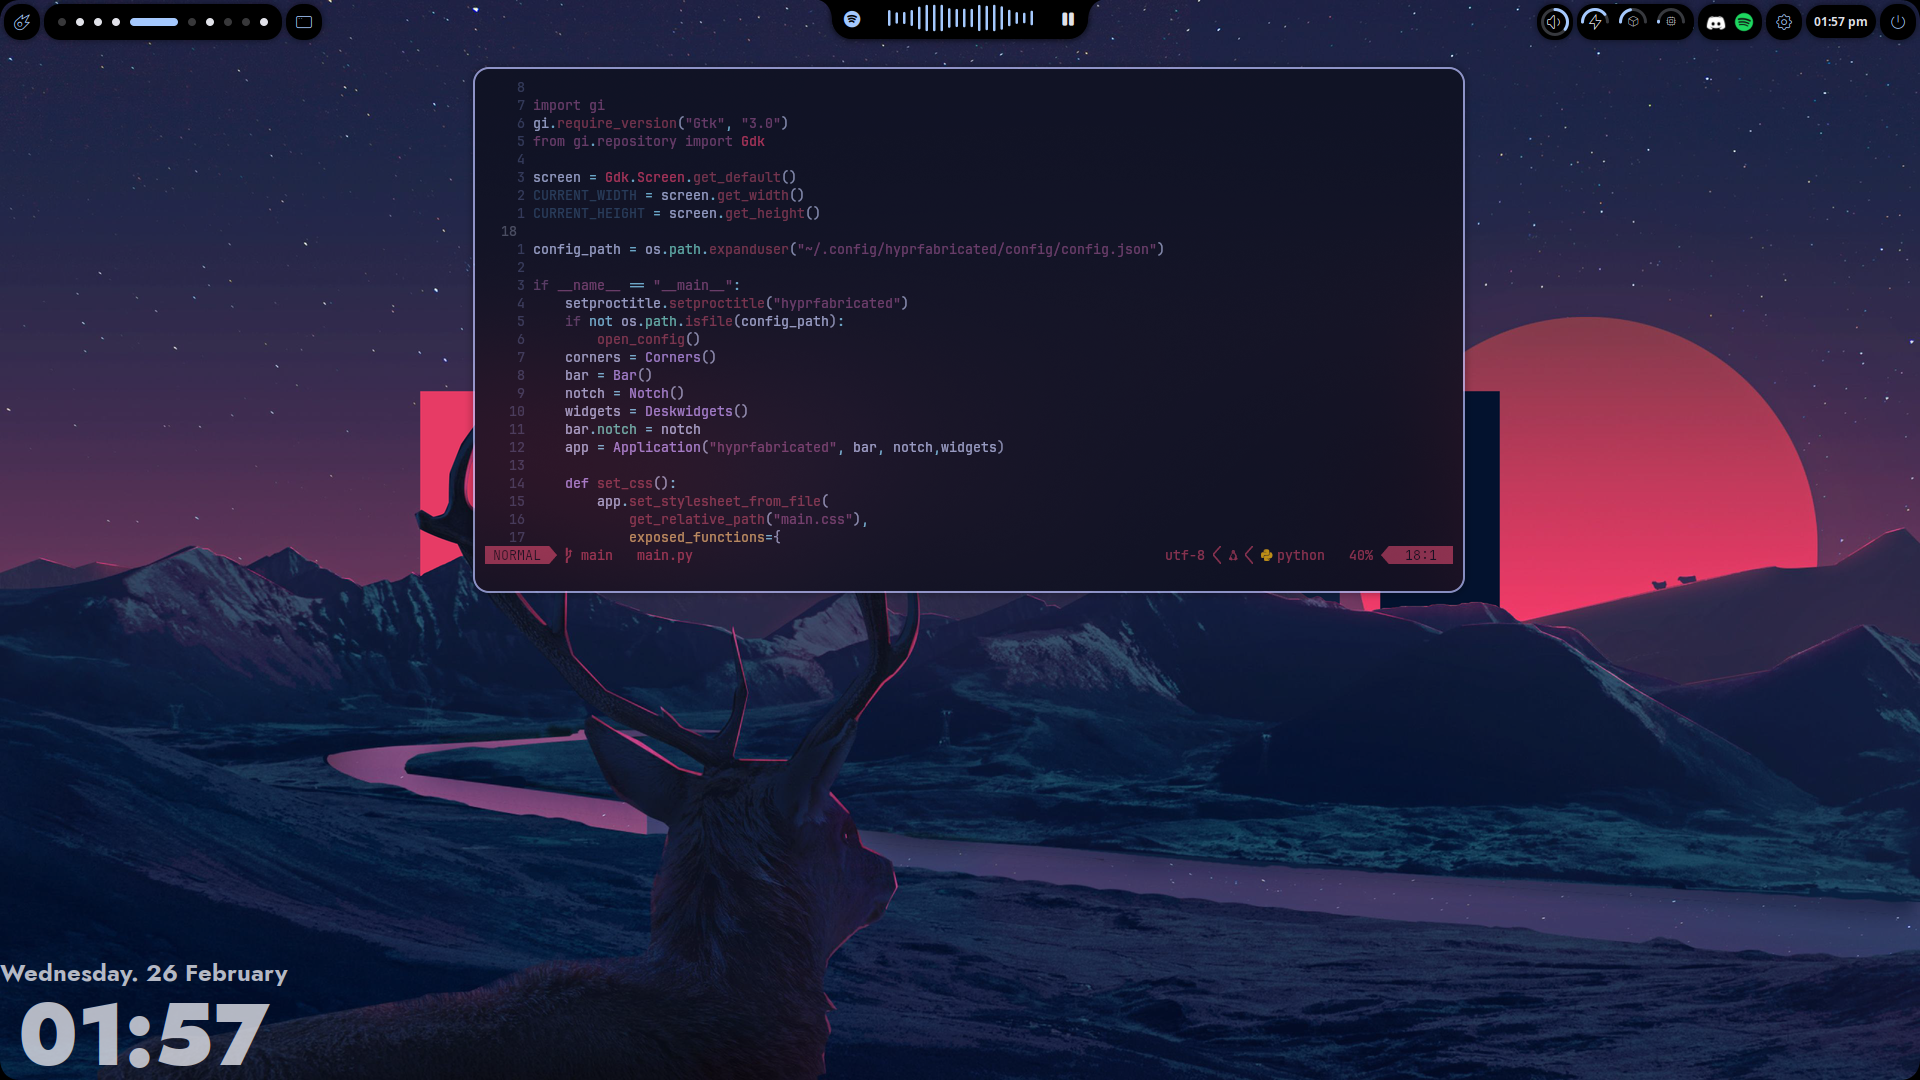 01:57 pm
8
7 import gi
6 gi.require_version("Gtk", "3.0")
5 from gi.repository import Gdk
4
3 screen = Gdk.Screen.get_default()
2 CURRENT_WIDTH = screen.get_width()
1 CURRENT_HEIGHT = screen.get_height()
18
1 config_path = os.path.expanduser("~/.config/hyprfabricated/config/config.json")
2
3 if __name__ == "__main__":
4     setproctitle.setproctitle("hyprfabricated")
5     if not os.path.isfile(config_path):
6         open_config()
7     corners = Corners()
8     bar = Bar()
9     notch = Notch()
10     widgets = Deskwidgets()
11     bar.notch = notch
12     app = Application("hyprfabricated", bar, notch,widgets)
13
14     def set_css():
15         app.set_stylesheet_from_file(
16             get_relative_path("main.css"),
17             exposed_functions={
NORMAL main main.py utf-8 python 40% 18:1
Wednesday. 26 February
01:57